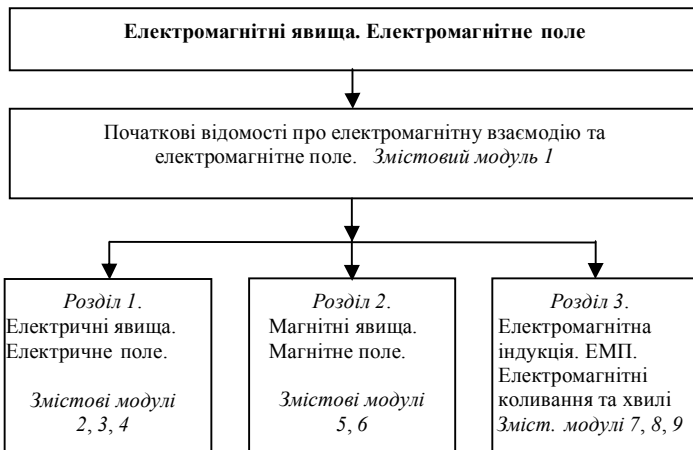 Електромагнітні явища. Електромагнітне поле
Початкові відомості про електромагнітну взаємодію та
електромагнітне поле. Змістовий модуль 1
Розділ 1.
Електричні явища.
Електричне поле.
Змістові модулі
2, 3, 4
Розділ 2.
Магнітні явища.
Магнітне поле.
Змістові модулі
5, 6
Розділ 3.
Електромагнітна
індукція. ЕМП.
Електромагнітні
коливання та хвилі
Зміст. модулі 7, 8, 9